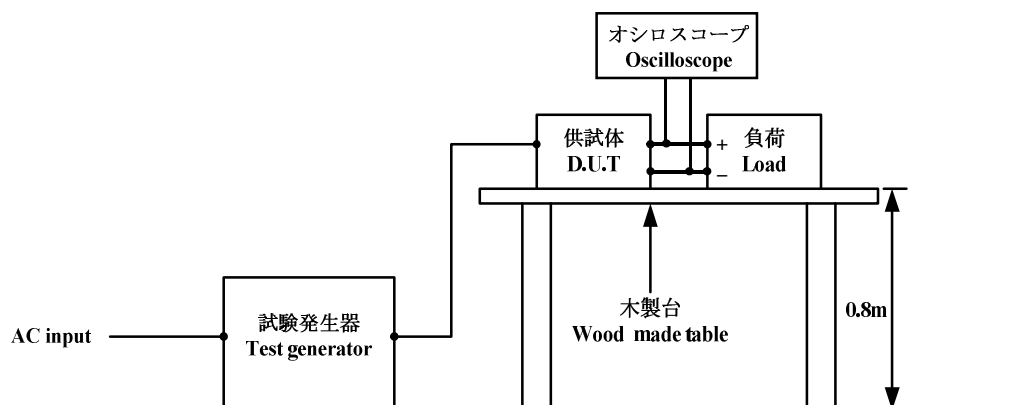 オシロスコープ
Oscilloscope
供試体
D.U.T
+
−
負荷
Load
木製台
Wood made table
0.8m
試験発生器
Test generator
AC input